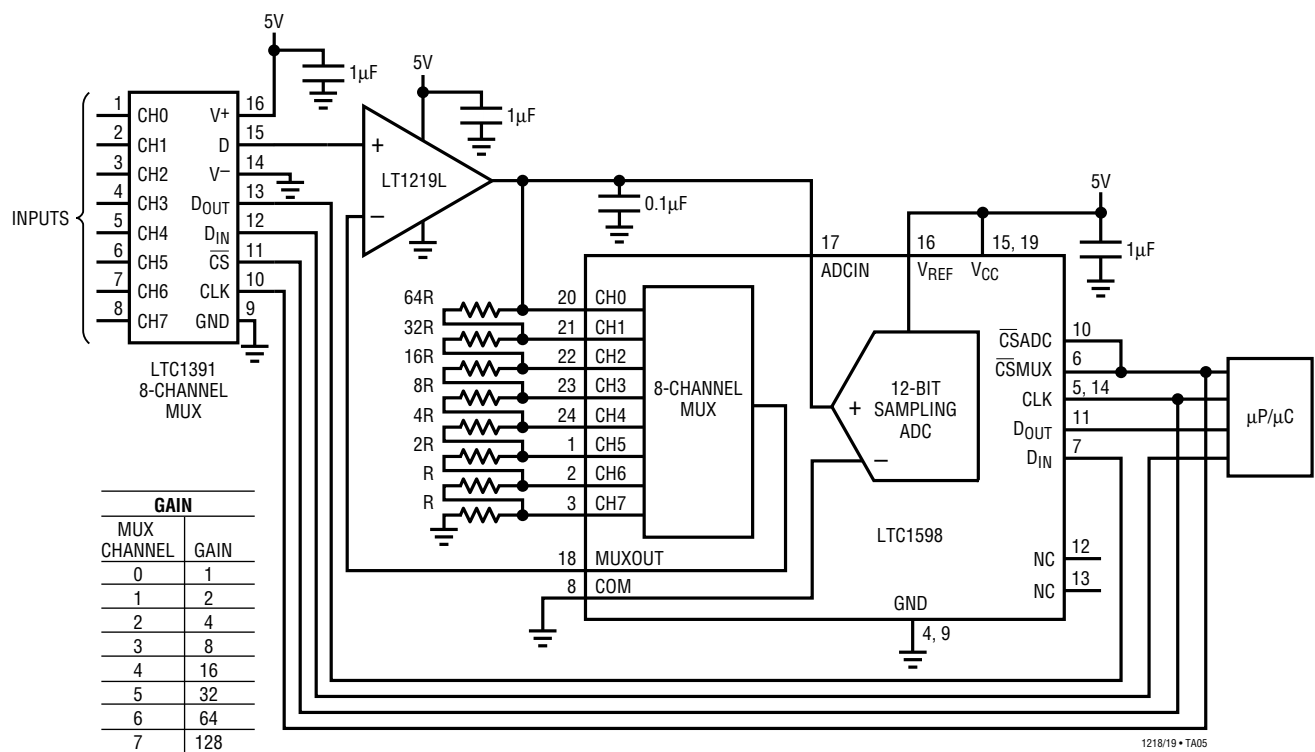 5V
1µF
5V
1µF
INPUTS
1 CH0 V+ 16
2 CH1 D 15
3 CH2 V– 14
4 CH3 DOUT 13
5 CH4 DIN 12
6 CH5 CS 11
7 CH6 CLK 10
8 CH7 GND 9
LTC1391
8-CHANNEL
MUX
+
LT1219L
–
0.1µF
5V
1µF
17 ADCIN
16 VREF
15, 19 VCC
64R 20 CH0
32R 21 CH1
16R 22 CH2
8R 23 CH3
4R 24 CH4
2R 1 CH5
R 2 CH6
R 3 CH7
8-CHANNEL
MUX
+
12-BIT
SAMPLING
ADC
–
LTC1598
CSADC 10
CSMUX 6
CLK 5, 14
DOUT 11
DIN 7
NC 12
NC 13
µP/µC
18 MUXOUT
8 COM
GND
4, 9
GAIN
MUX
CHANNEL GAIN
0 1
1 2
2 4
3 8
4 16
5 32
6 64
7 128
1218/19 • TA05